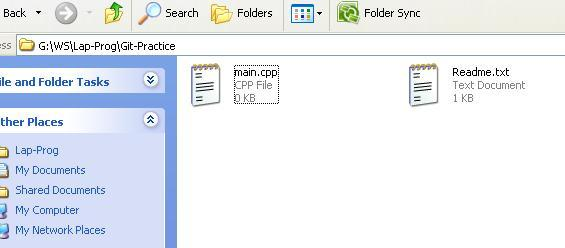 Back Search Folders Folder Sync
ess G:\WS\Lap-Prog\Git-Practice
File and Folder Tasks
main.cpp
CPP File
0 KB
Readme.txt
Text Document
1 KB
ther Places
Lap-Prog
My Documents
Shared Documents
My Computer
My Network Places